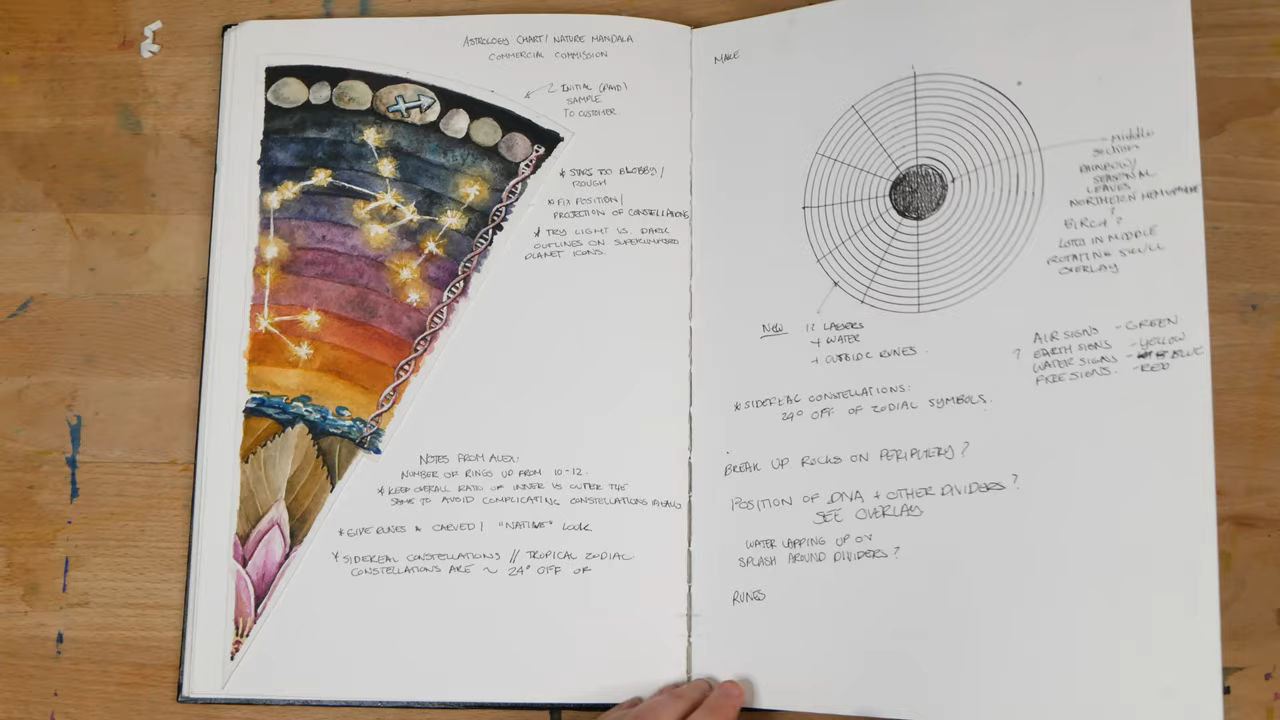 ASTROLOGY CHART/ NATURE MANDALA
COMMERCIAL COMMISSION
INITIAL (PAID)
SAMPLE
TO CUSTOMER.
* STARS TOO BLOBBY/
ROUGH
* FIX POSITION/
PROJECTION OF CONSTELLATIONS
* TRY LIGHT VS. DARK
OUTLINES ON SUPERIMPOSED
PLANET ICONS.
NOTES FROM ALEX:
NUMBER OF RINGS UP FROM 10-12.
* KEEP OVERALL RATIO OF INNER VS OUTER THE
SAME TO AVOID COMPLICATING CONSTELLATIONS
* GIVE RUNES A CARVED/ "NATIVE" LOOK
* SIDEREAL CONSTELLATIONS // TROPICAL ZODIAC
CONSTELLATIONS ARE ~ 24° OFF OF
MAKE
MIDDLE
SECTION
RAINBOW/
SEASONAL
LEAVES
NORTHERN HEMISPHERE
?
BIRCH?
LOTUS IN MIDDLE
ROTATING SKULL
OVERLAY
NEW 12 LAYERS
+ WATER
+ OUTSIDE RUNES.
AIR SIGNS - GREEN
? EARTH SIGNS - YELLOW
WATER SIGNS - BLUE
FIRE SIGNS. - RED
* SIDEREAL CONSTELLATIONS:
24° OFF OF ZODIAC SYMBOLS.
BREAK UP ROCKS ON PERIPHERY?
POSITION OF DNA + OTHER DIVIDERS?
SEE OVERLAY
WATER LAPPING UP OR
SPLASH AROUND DIVIDERS?
RUNES